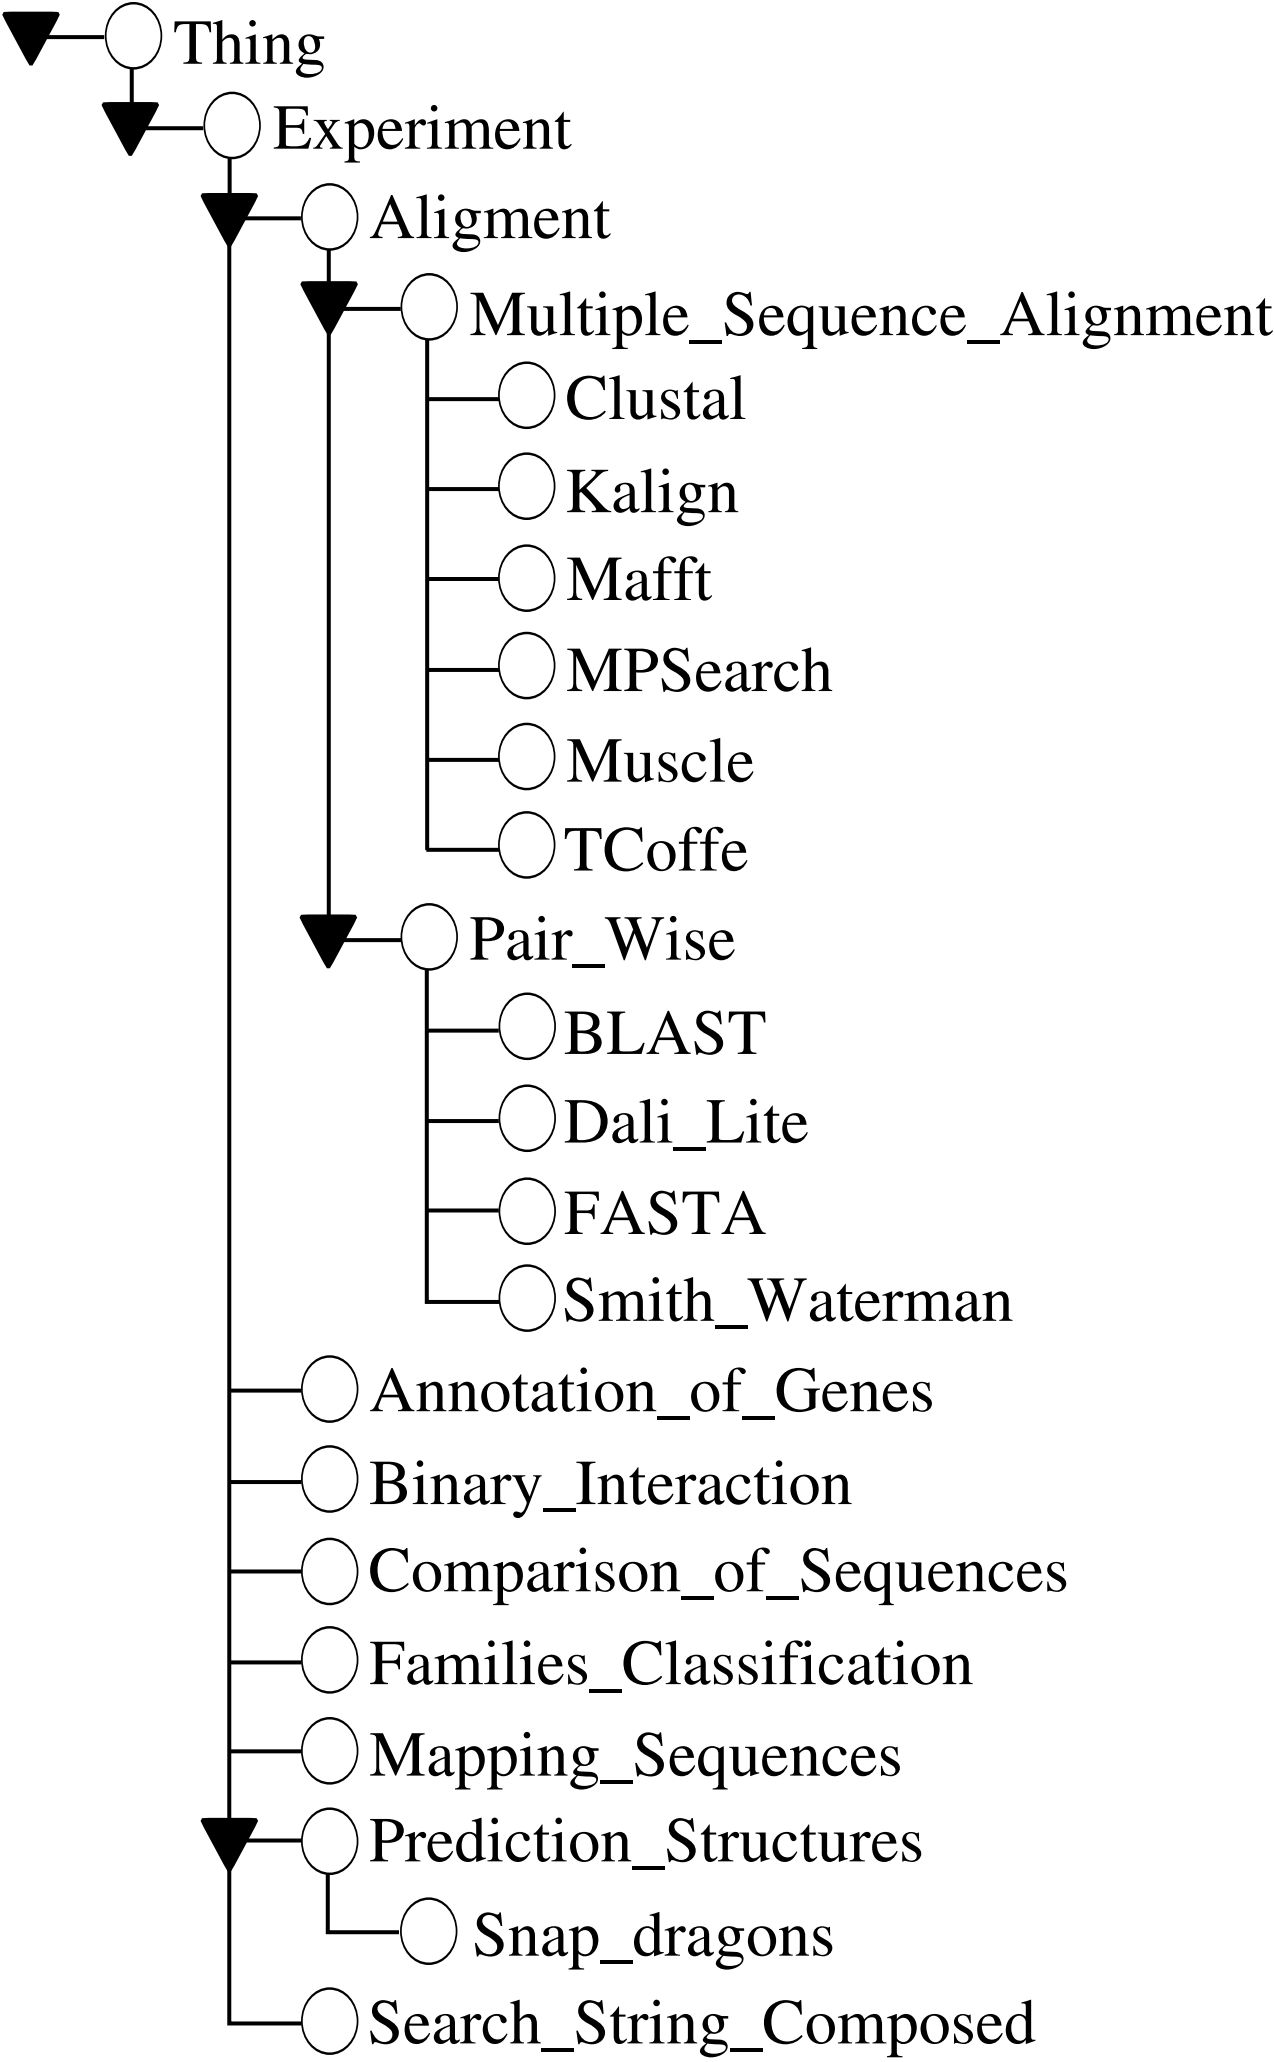 Thing
Experiment
Aligment
Multiple_Sequence_Alignment
Clustal
Kalign
Mafft
MPSearch
Muscle
TCoffe
Pair_Wise
BLAST
Dali_Lite
FASTA
Smith_Waterman
Annotation_of_Genes
Binary_Interaction
Comparison_of_Sequences
Families_Classification
Mapping_Sequences
Prediction_Structures
Snap_dragons
Search_String_Composed